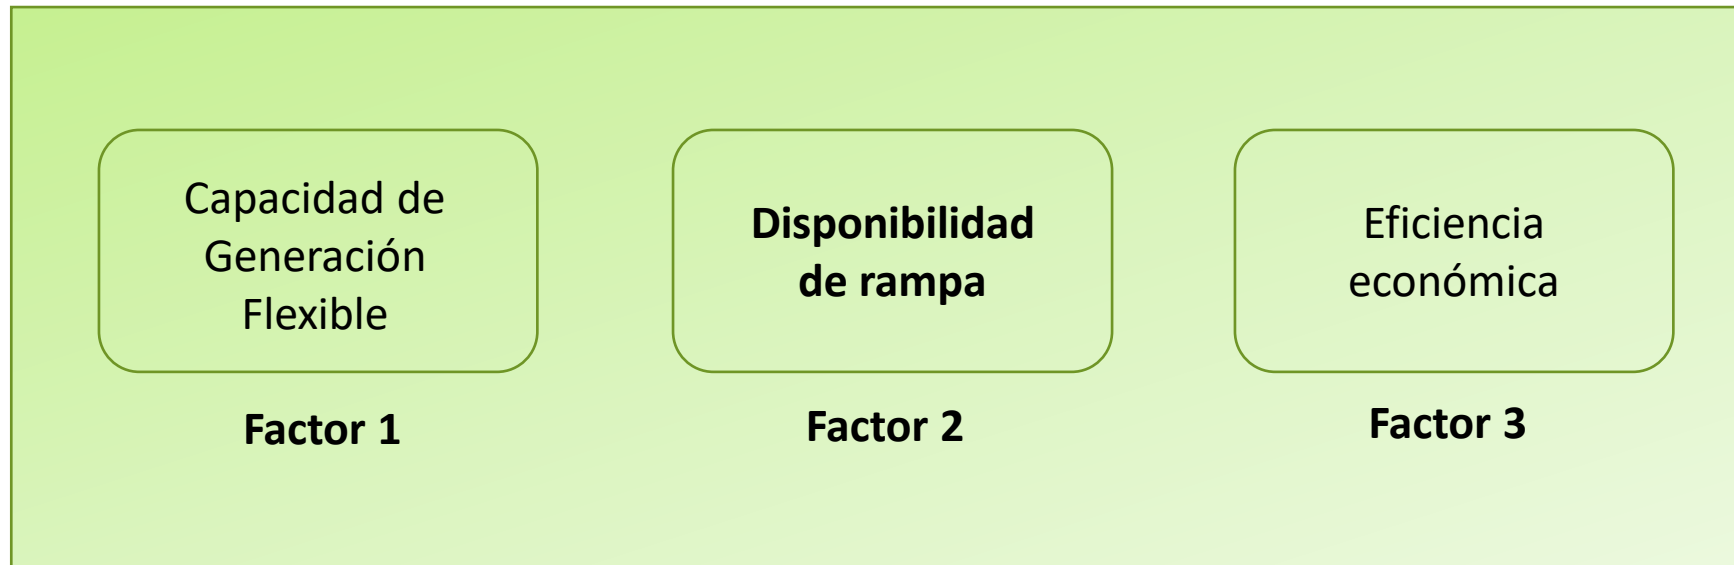 Capacidad de
Generación
Flexible
Factor 1
Disponibilidad
de rampa
Factor 2
Eficiencia
económica
Factor 3